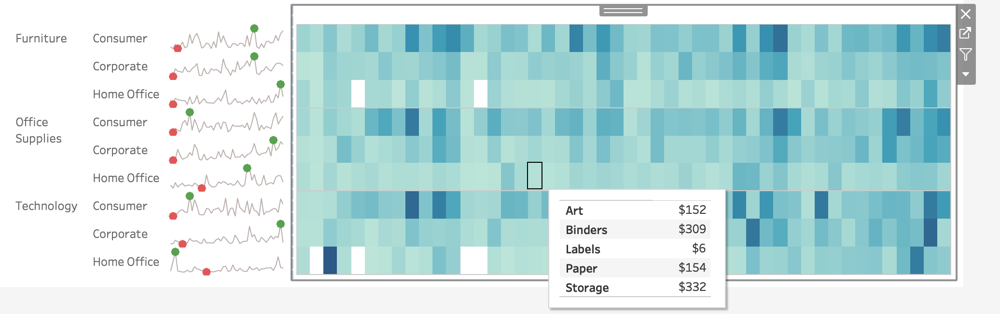 Furniture Consumer
Corporate
Home Office
Office Supplies Consumer
Corporate
Home Office
Technology Consumer
Corporate
Home Office
Art $152
Binders $309
Labels $6
Paper $154
Storage $332